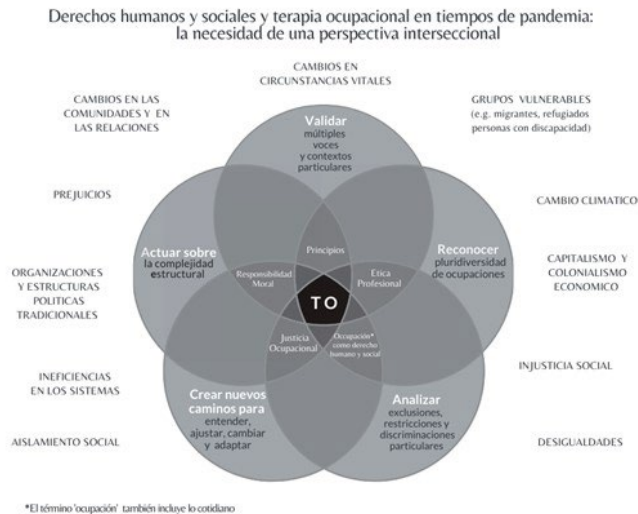 Derechos humanos y sociales y terapia ocupacional en tiempos de pandemia:
la necesidad de una perspectiva interseccional
CAMBIOS EN
CIRCUNSTANCIAS VITALES
CAMBIOS EN LAS
COMUNIDADES Y EN
LAS RELACIONES
GRUPOS VULNERABLES
(e.g. migrantes, refugiados
personas con discapacidad)
Validar
múltiples
voces
y contextos
particulares
PREJUICIOS
CAMBIO CLIMATICO
Actuar sobre
la complejidad
estructural
Principios
Reconocer
pluridiversidad
de ocupaciones
ORGANIZACIONES
Y ESTRUCTURAS
POLITICAS
TRADICIONALES
Responsibilidad
Moral
Etica
Profesional
CAPITALISMO Y
COLONIALISMO
ECONOMICO
TO
Justicia
Ocupacional
Occupación*
como derecho
humano y social
INEFICIENCIAS
EN LOS SISTEMAS
INJUSTICIA SOCIAL
Crear nuevos
caminos para
entender,
ajustar, cambiar
y adaptar
Analizar
exclusiones,
restricciones y
discriminaciones
particulares
AISLAMIENTO SOCIAL
DESIGUALDADES
*El término 'ocupación' también incluye lo cotidiano